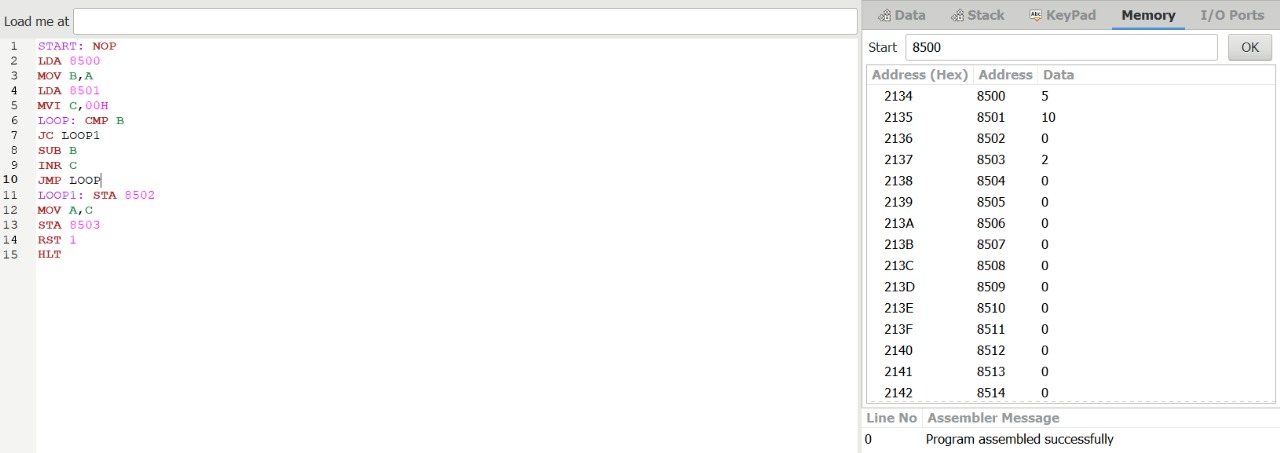 Load me at
1 START: NOP
2 LDA 8500
3 MOV B,A
4 LDA 8501
5 MVI C,00H
6 LOOP: CMP B
7 JC LOOP1
8 SUB B
9 INR C
10 JMP LOOP
11 LOOP1: STA 8502
12 MOV A,C
13 STA 8503
14 RST 1
15 HLT
Data Stack Abc KeyPad Memory I/O Ports
Start 8500 OK
Address (Hex) Address Data
2134 8500 5
2135 8501 10
2136 8502 0
2137 8503 2
2138 8504 0
2139 8505 0
213A 8506 0
213B 8507 0
213C 8508 0
213D 8509 0
213E 8510 0
213F 8511 0
2140 8512 0
2141 8513 0
2142 8514 0
Line No Assembler Message
0 Program assembled successfully